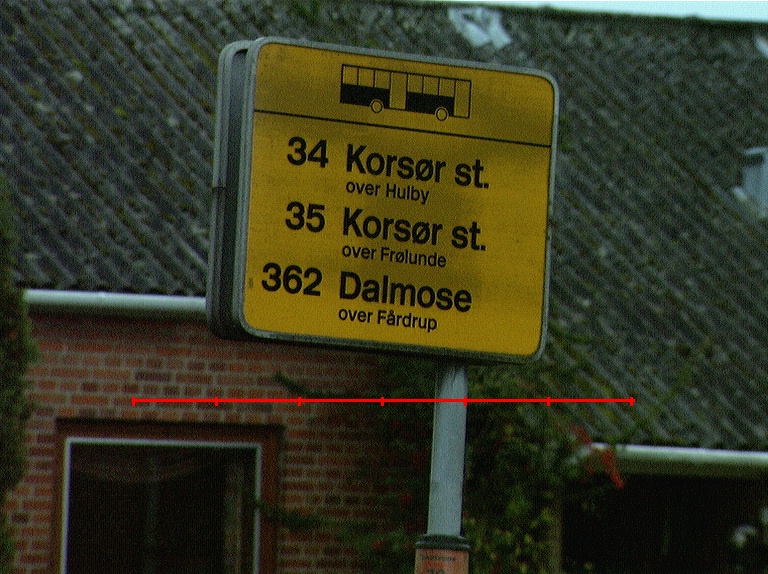 34 Korsør st.
over Hulby
35 Korsør st.
over Frølunde
362 Dalmose
over Fårdrup